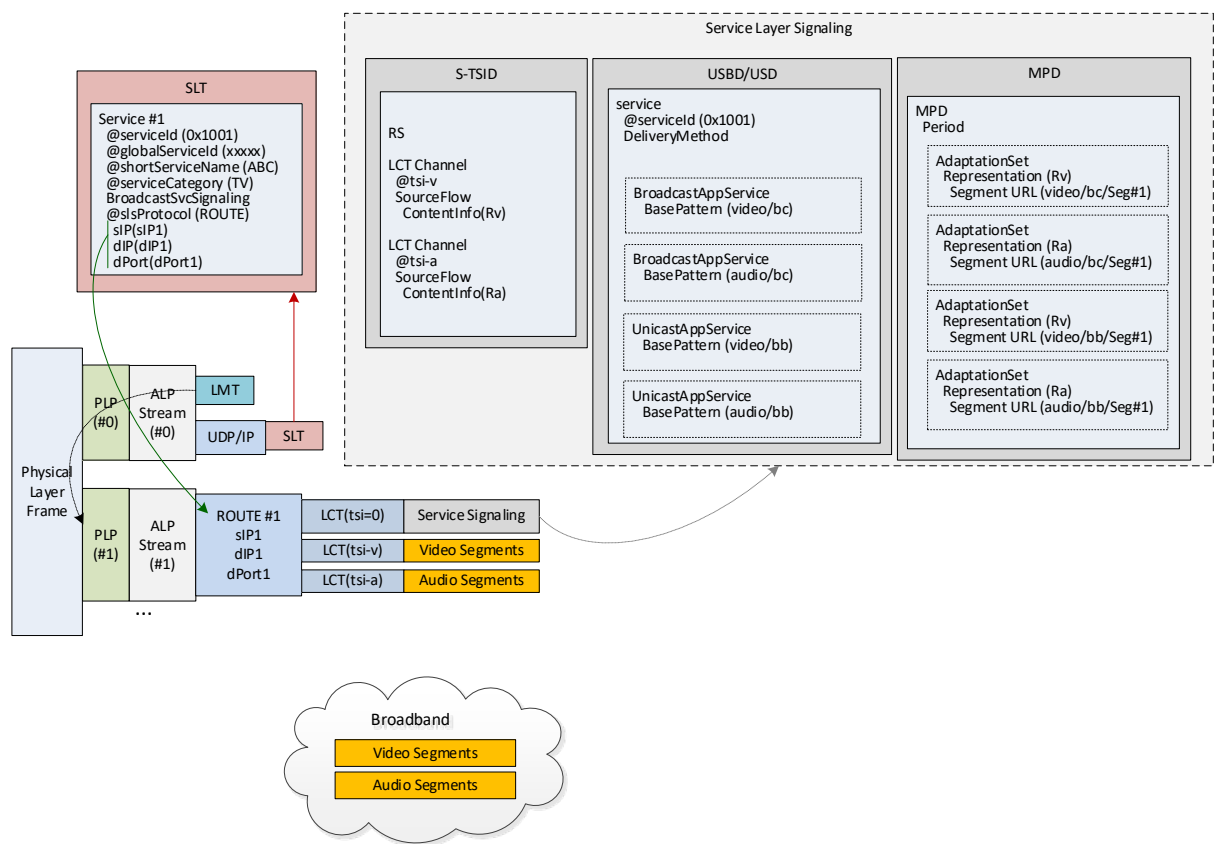 Service Layer Signaling
SLT
Service #1
@serviceId (0x1001)
@globalServiceId (xxxxx)
@shortServiceName (ABC)
@serviceCategory (TV)
BroadcastSvcSignaling
@slsProtocol (ROUTE)
sIP(sIP1)
dIP(dIP1)
dPort(dPort1)
S-TSID
RS
LCT Channel
@tsi-v
SourceFlow
ContentInfo(Rv)
LCT Channel
@tsi-a
SourceFlow
ContentInfo(Ra)
USBD/USD
service
@serviceId (0x1001)
DeliveryMethod
BroadcastAppService
BasePattern (video/bc)
BroadcastAppService
BasePattern (audio/bc)
UnicastAppService
BasePattern (video/bb)
UnicastAppService
BasePattern (audio/bb)
MPD
MPD
Period
AdaptationSet
Representation (Rv)
Segment URL (video/bc/Seg#1)
AdaptationSet
Representation (Ra)
Segment URL (audio/bc/Seg#1)
AdaptationSet
Representation (Rv)
Segment URL (video/bb/Seg#1)
AdaptationSet
Representation (Ra)
Segment URL (audio/bb/Seg#1)
Physical
Layer
Frame
PLP
(#0)
ALP
Stream
(#0)
LMT
UDP/IP
SLT
PLP
(#1)
ALP
Stream
(#1)
ROUTE #1
sIP1
dIP1
dPort1
LCT(tsi=0)
Service Signaling
LCT(tsi-v)
Video Segments
LCT(tsi-a)
Audio Segments
...
Broadband
Video Segments
Audio Segments